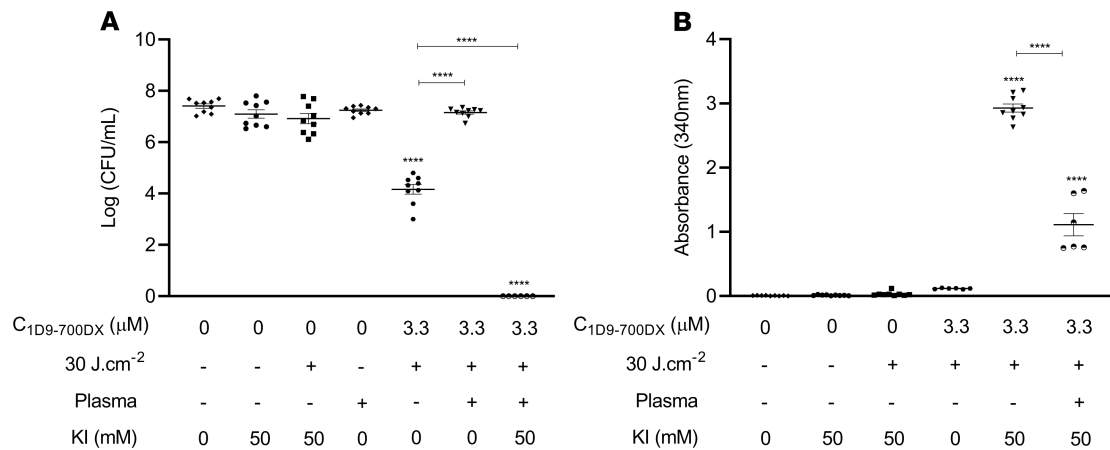 A
10
8
6
4
2
0
Log (CFU/mL)
****
****
****
****
C1D9-700DX (μM) 0 0 0 0 3.3 3.3 3.3
30 J.cm-2 - - + - + + +
Plasma - - - + - + +
KI (mM) 0 50 50 0 0 0 50
B
4
3
2
1
0
Absorbance (340nm)
****
****
****
C1D9-700DX (μM) 0 0 0 3.3 3.3 3.3
30 J.cm-2 - - + + + +
Plasma - - - - - +
KI (mM) 0 50 50 0 50 50